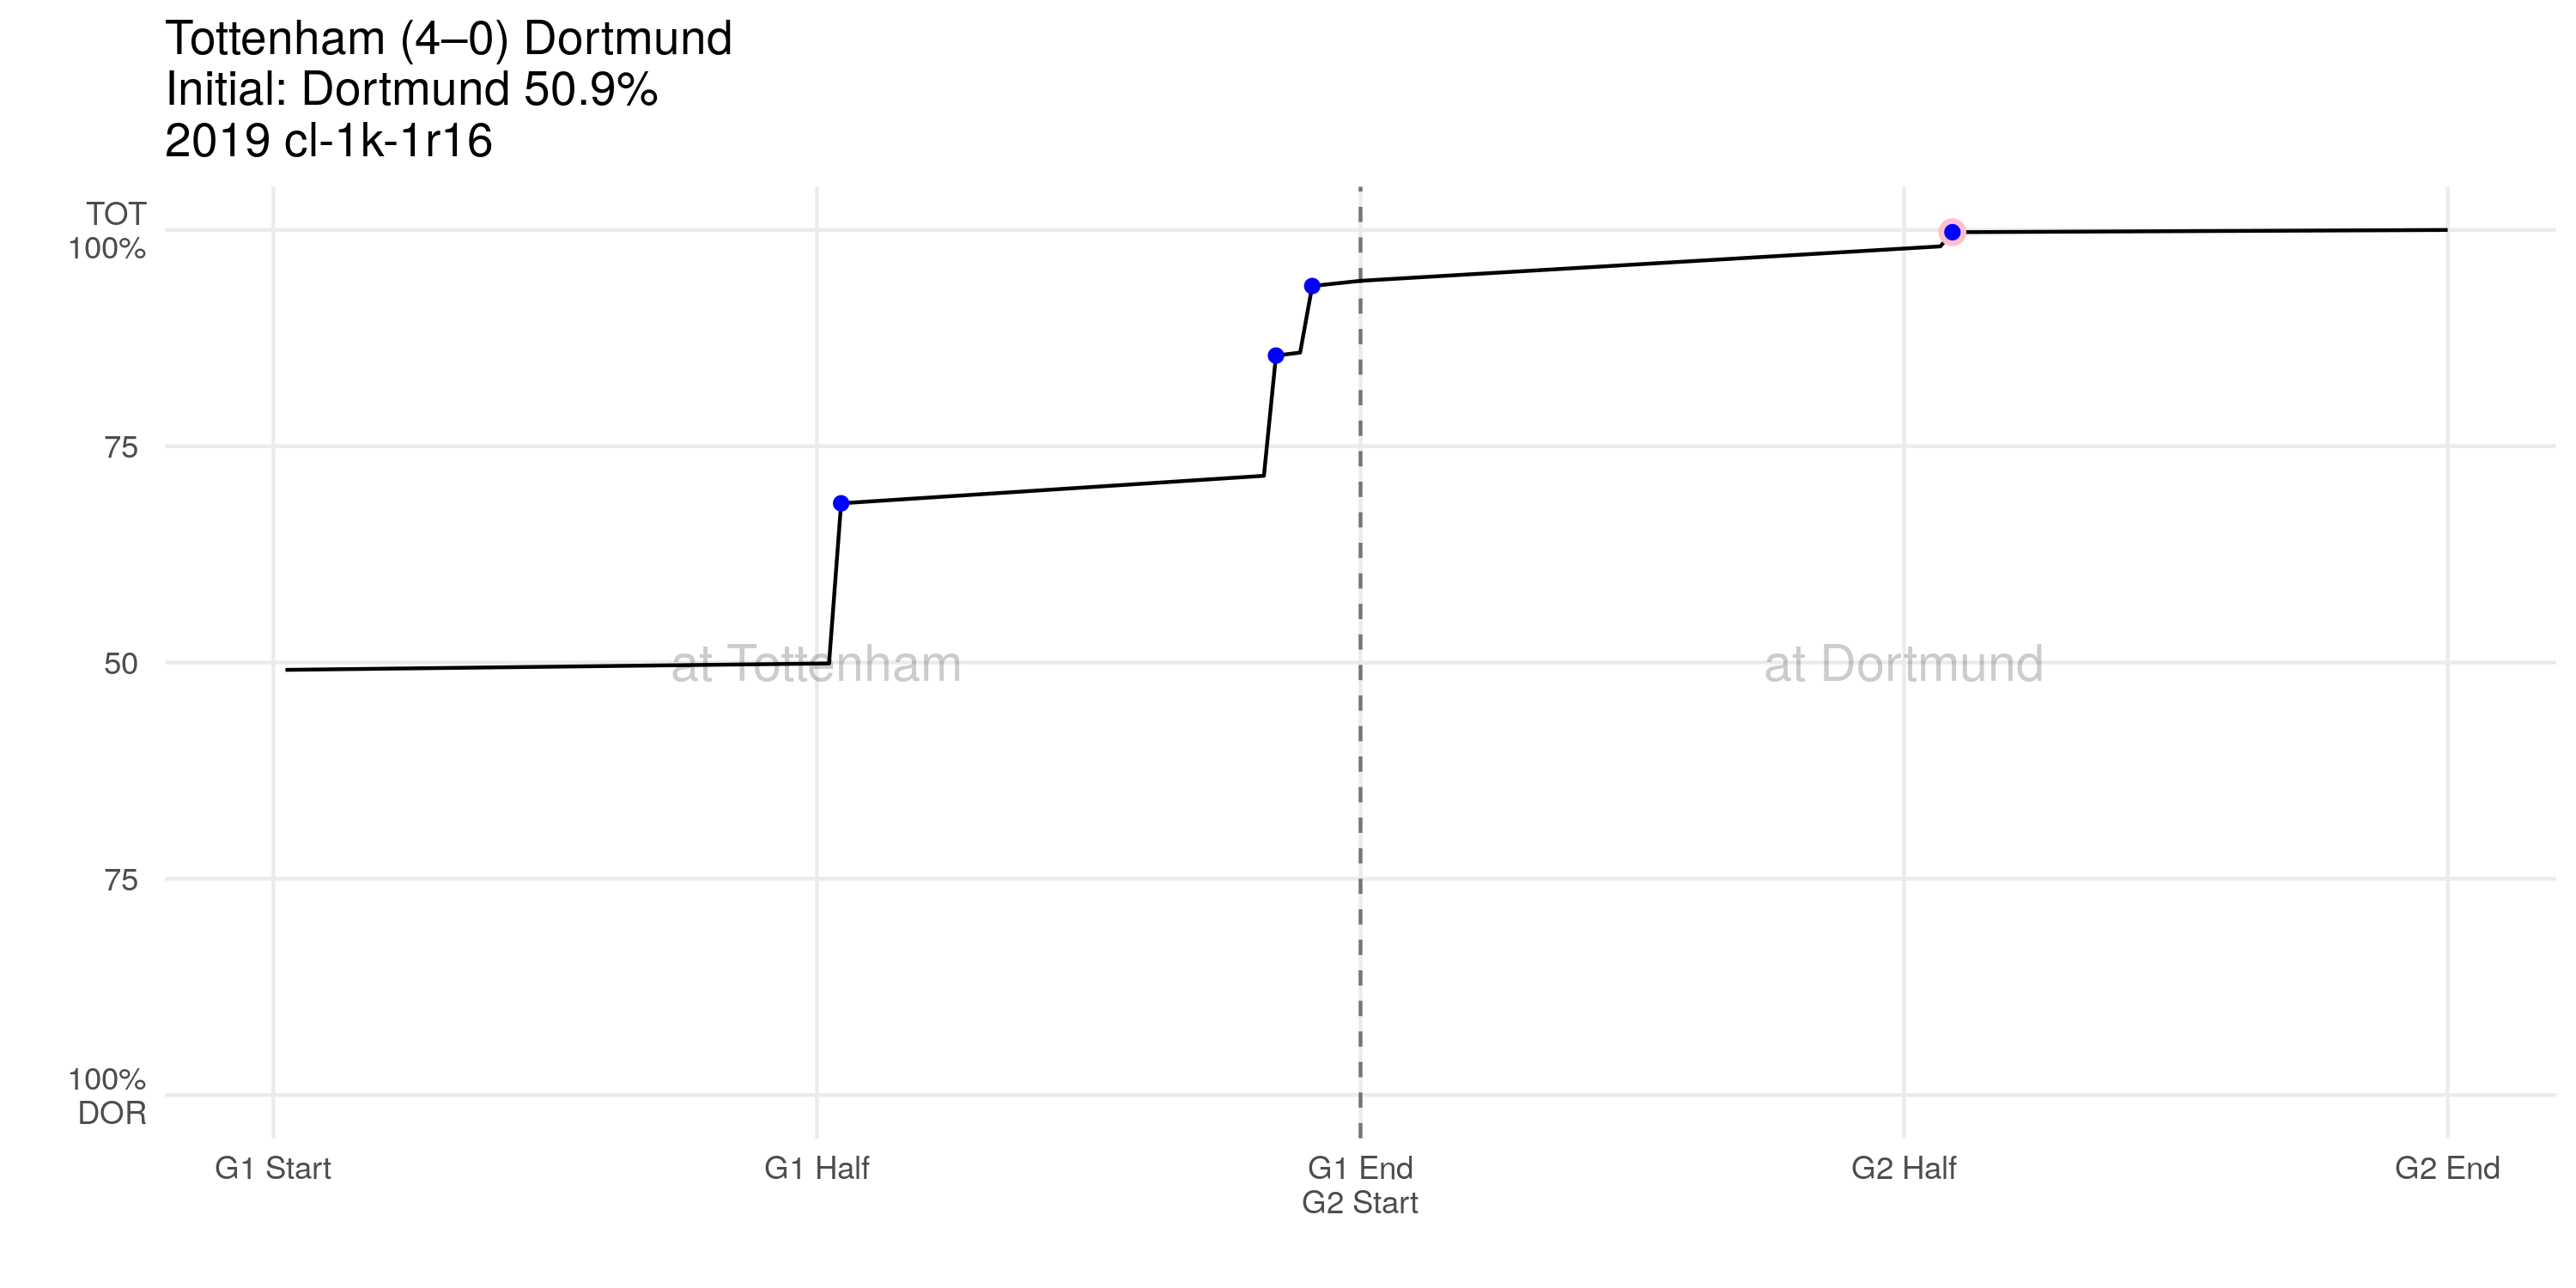 Tottenham (4–0) Dortmund
Initial: Dortmund 50.9%
2019 cl-1k-1r16
TOT
100%
75
50
at Tottenham
at Dortmund
75
100%
DOR
G1 Start
G1 Half
G1 End
G2 Start
G2 Half
G2 End